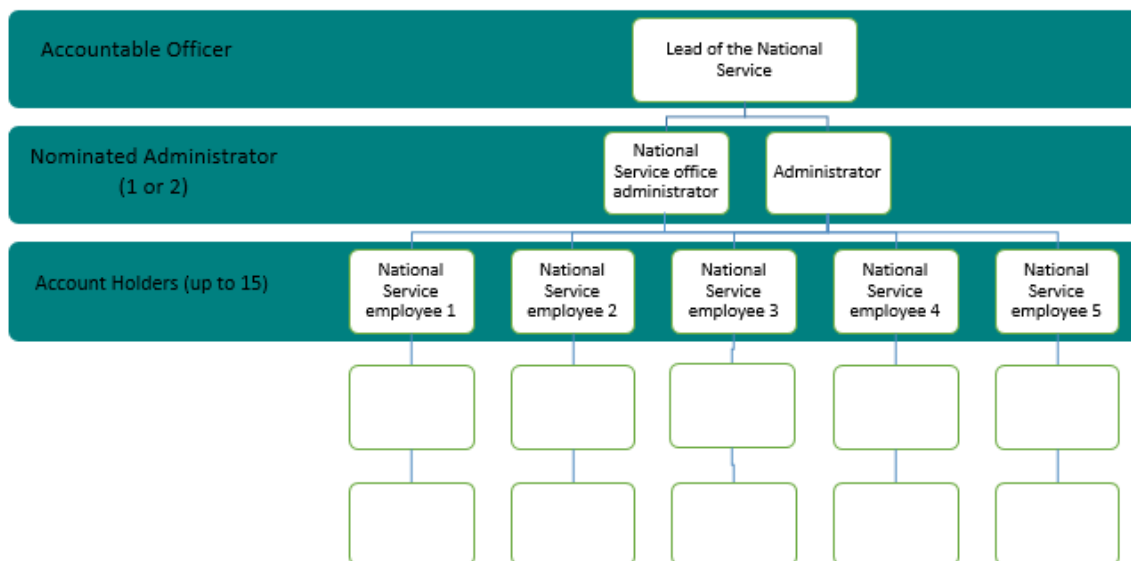 Accountable Officer
Lead of the National
Service
Nominated Administrator
(1 or 2)
National
Service office
administrator
Administrator
Account Holders (up to 15)
National
Service
employee 1
National
Service
employee 2
National
Service
employee 3
National
Service
employee 4
National
Service
employee 5